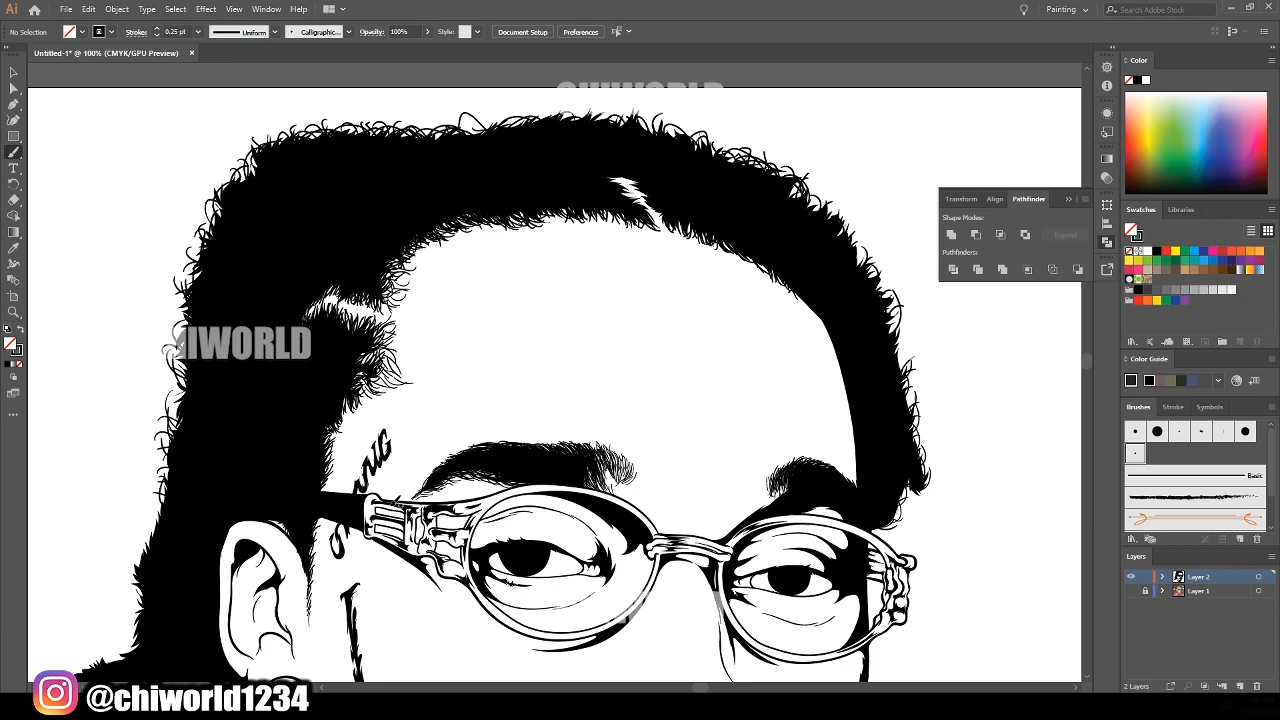 Ai File Edit Object Type Select Effect View Window Help Painting Search Adobe Stock
No Selection Stroke: 0.25 pt Uniform Calligraphic... Opacity: 100% Style: Document Setup Preferences
Untitled-1* @ 100% (CMYK/GPU Preview) ×
Color
CHIWORLD
Transform Align Pathfinder
Shape Modes:
Expand
Pathfinders:
Swatches Libraries
HIWORLD
Color Guide
Brushes Stroke Symbols
Basic
Layers
Layer 2
Layer 1
2 Layers
@chiworld1234